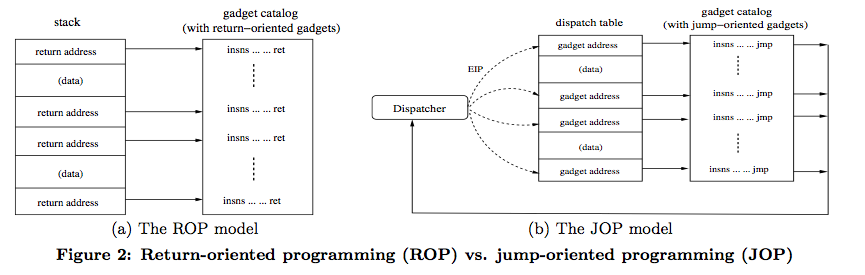 stack
gadget catalog
(with return−oriented gadgets)
return address
(data)
return address
return address
(data)
return address
insns ... ... ret
insns ... ... ret
insns ... ... ret
insns ... ... ret
(a) The ROP model
dispatch table
gadget catalog
(with jump−oriented gadgets)
EIP
Dispatcher
gadget address
(data)
gadget address
gadget address
(data)
gadget address
insns ... ... jmp
insns ... ... jmp
insns ... ... jmp
insns ... ... jmp
(b) The JOP model
Figure 2: Return-oriented programming (ROP) vs. jump-oriented programming (JOP)